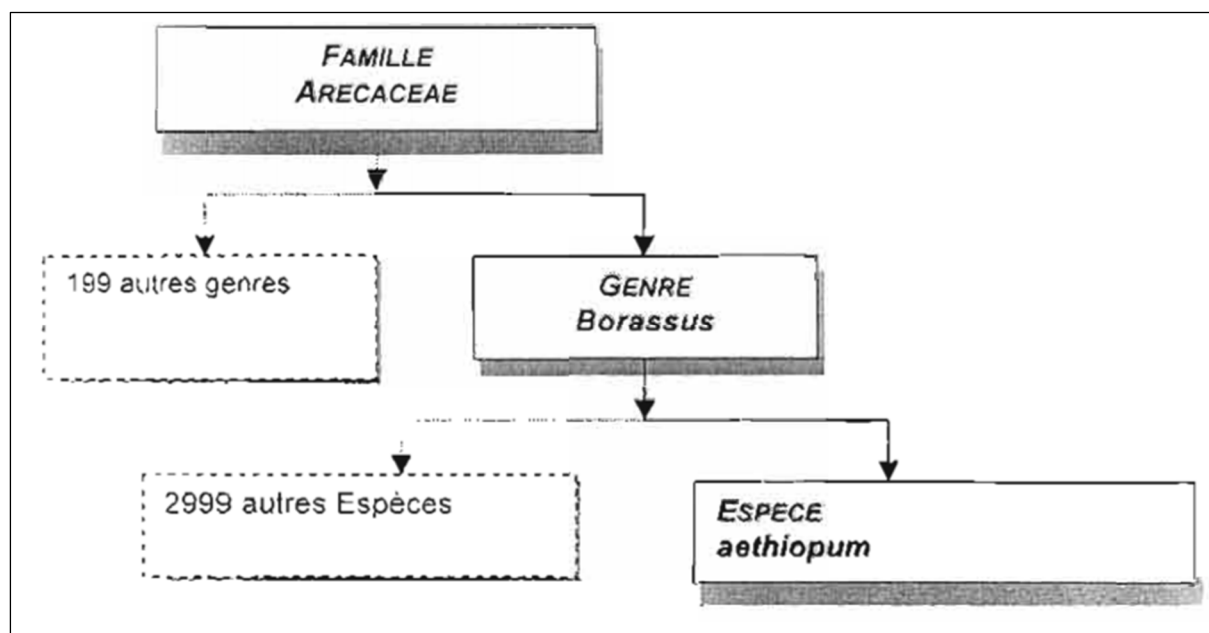 FAMILLE
ARECACEAE
199 autres genres
GENRE
Borassus
2999 autres Espèces
ESPECE
aethiopum